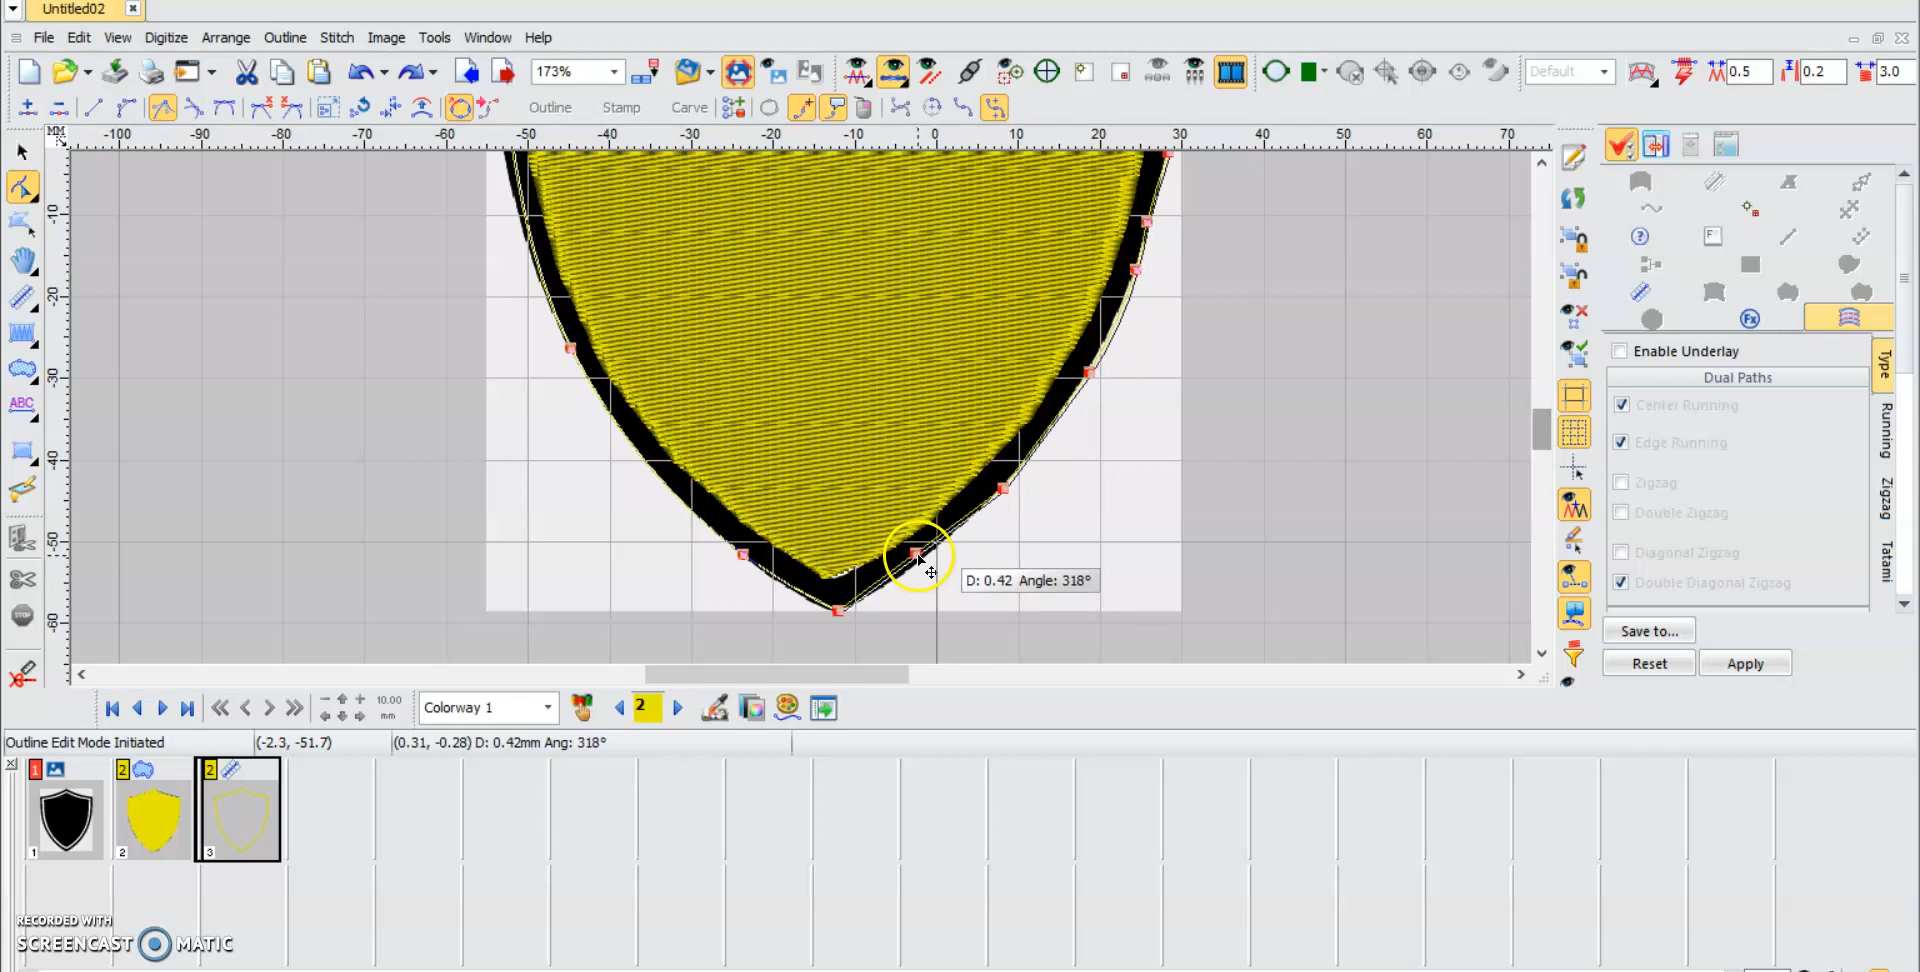 Untitled02
File Edit View Digitize Arrange Outline Stitch Image Tools Window Help
173% Default 0.5 0.2 3.0
Outline Stamp Carve
MM -100 -90 -80 -70 -60 -50 -40 -30 -20 -10 0 10 20 30 40 50 60 70
-10
-20
-30
-40
-50
-60
ABC
STOP
D: 0.42 Angle: 318°
F
Fx
Enable Underlay
Dual Paths
Center Running
Edge Running
Zigzag
Double Zigzag
Diagonal Zigzag
Double Diagonal Zigzag
Type
Running
Zigzag
Tatami
Save to...
Reset Apply
10.00
mm
Colorway 1
2
Outline Edit Mode Initiated (-2.3, -51.7) (0.31, -0.28) D: 0.42mm Ang: 318°
1 2 2
1 2 3
RECORDED WITH
SCREENCAST MATIC